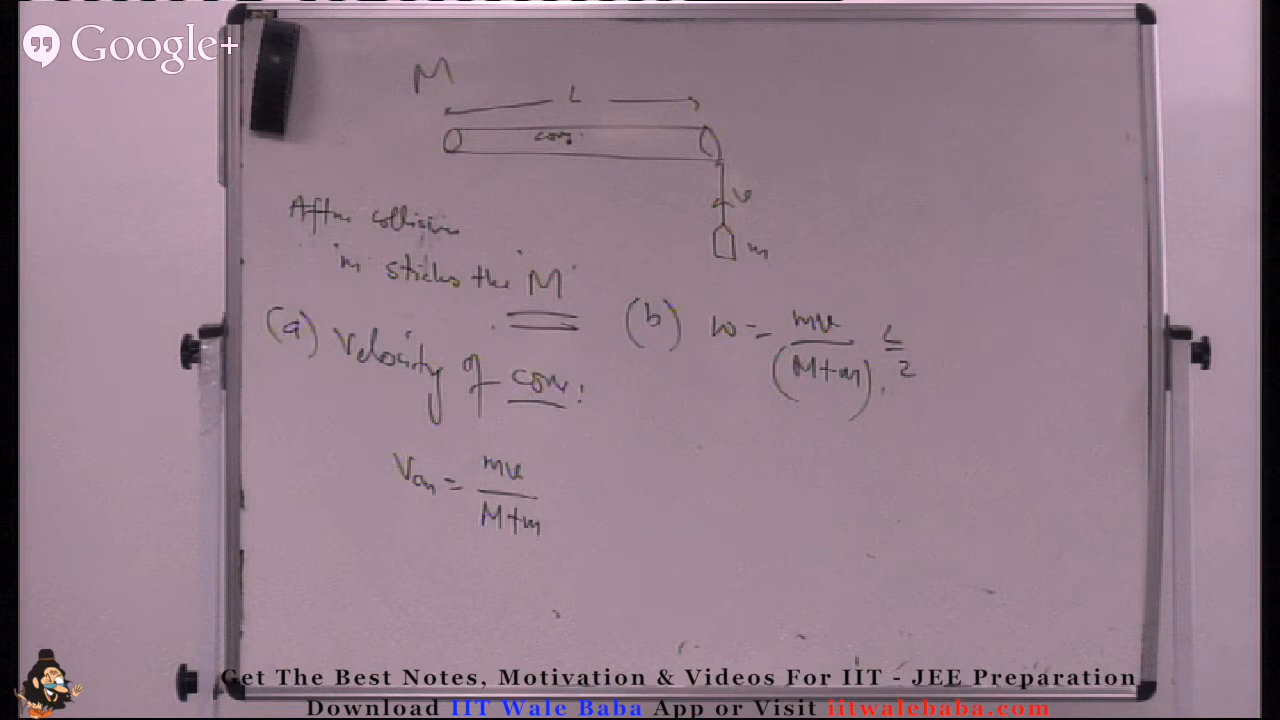 Google+
M
L
com
v
m
After collision
"m sticks the "M"
(a) Velocity of com:
Vcm = mv / M+m
(b) w = mv / (M+m) . L / 2
Get The Best Notes, Motivation & Videos For IIT - JEE Preparation
Download IIT Wale Baba App or Visit iitwalebaba.com